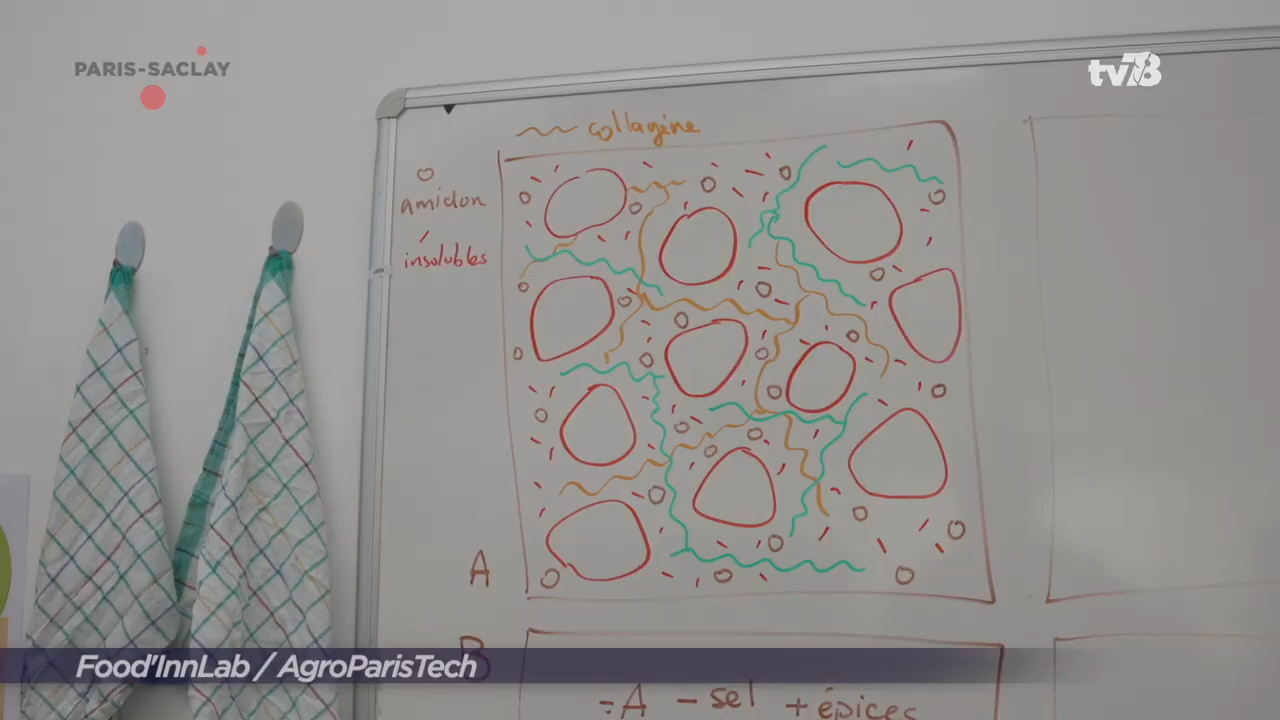 PARIS-SACLAY
tv78
collagène
amidon
insolubles
A
B
= A - sel + épices
Food'InnLab / AgroParisTech